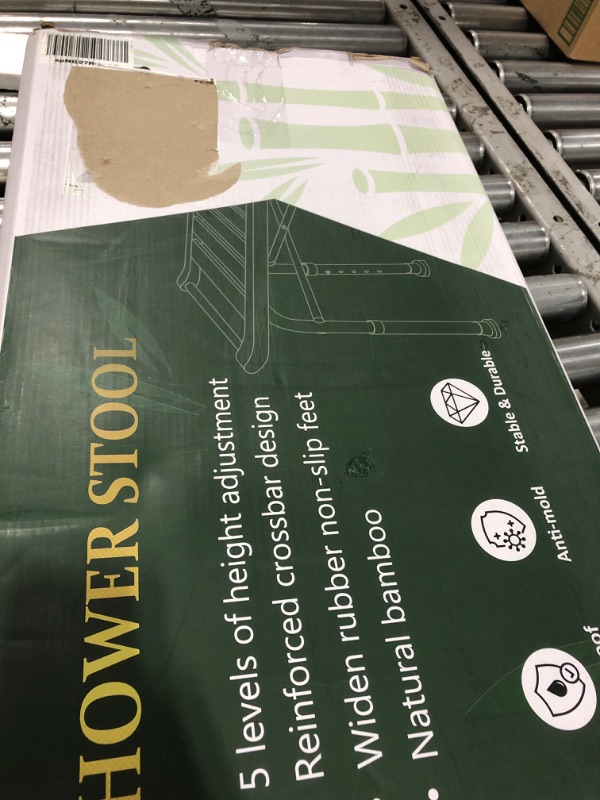 HOWER STOOL
5 levels of height adjustment
Reinforced crossbar design
• Widen rubber non-slip feet
• Natural bamboo
Stable & Durable
Anti-mold
oof